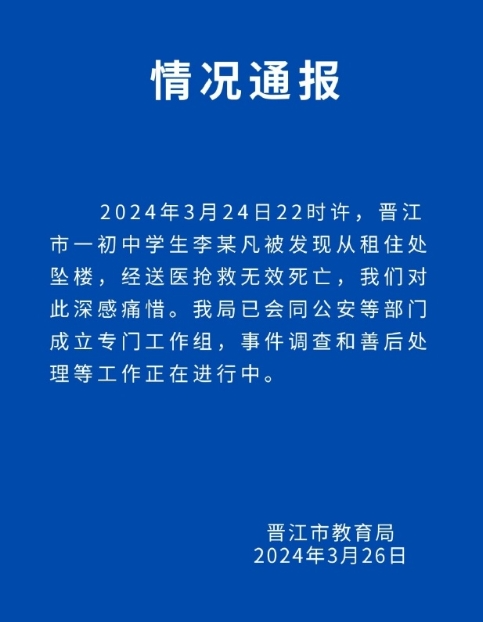 情况通报
2024年3月24日22时许，晋江
市一初中学生李某凡被发现从租住处
坠楼，经送医抢救无效死亡，我们对
此深感痛惜。我局已会同公安等部门
成立专门工作组，事件调查和善后处
理等工作正在进行中。
晋江市教育局
2024年3月26日